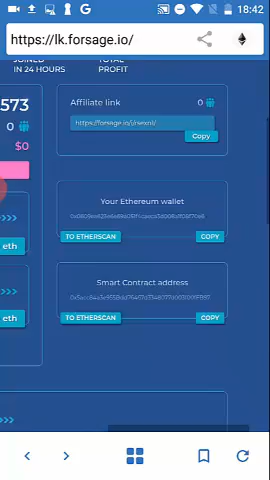 18:42
https://lk.forsage.io/
JOINED
IN 24 HOURS
TOTAL
PROFIT
573
0
$0
>>>>
eth
>>>
eth
>>>
Affiliate link
0
Copy
Your Ethereum wallet
TO ETHERSCAN
COPY
Smart Contract address
TO ETHERSCAN
COPY